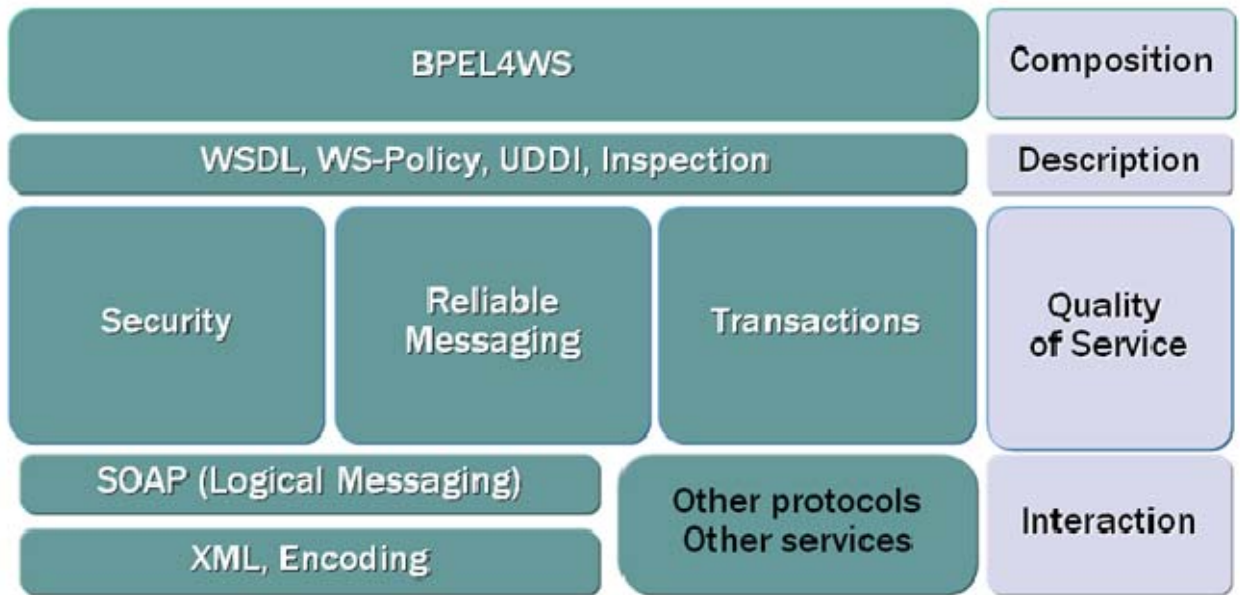 BPEL4WS
Composition
WSDL, WS-Policy, UDDI, Inspection
Description
Security
Reliable
Messaging
Transactions
Quality
of Service
SOAP (Logical Messaging)
XML, Encoding
Other protocols
Other services
Interaction